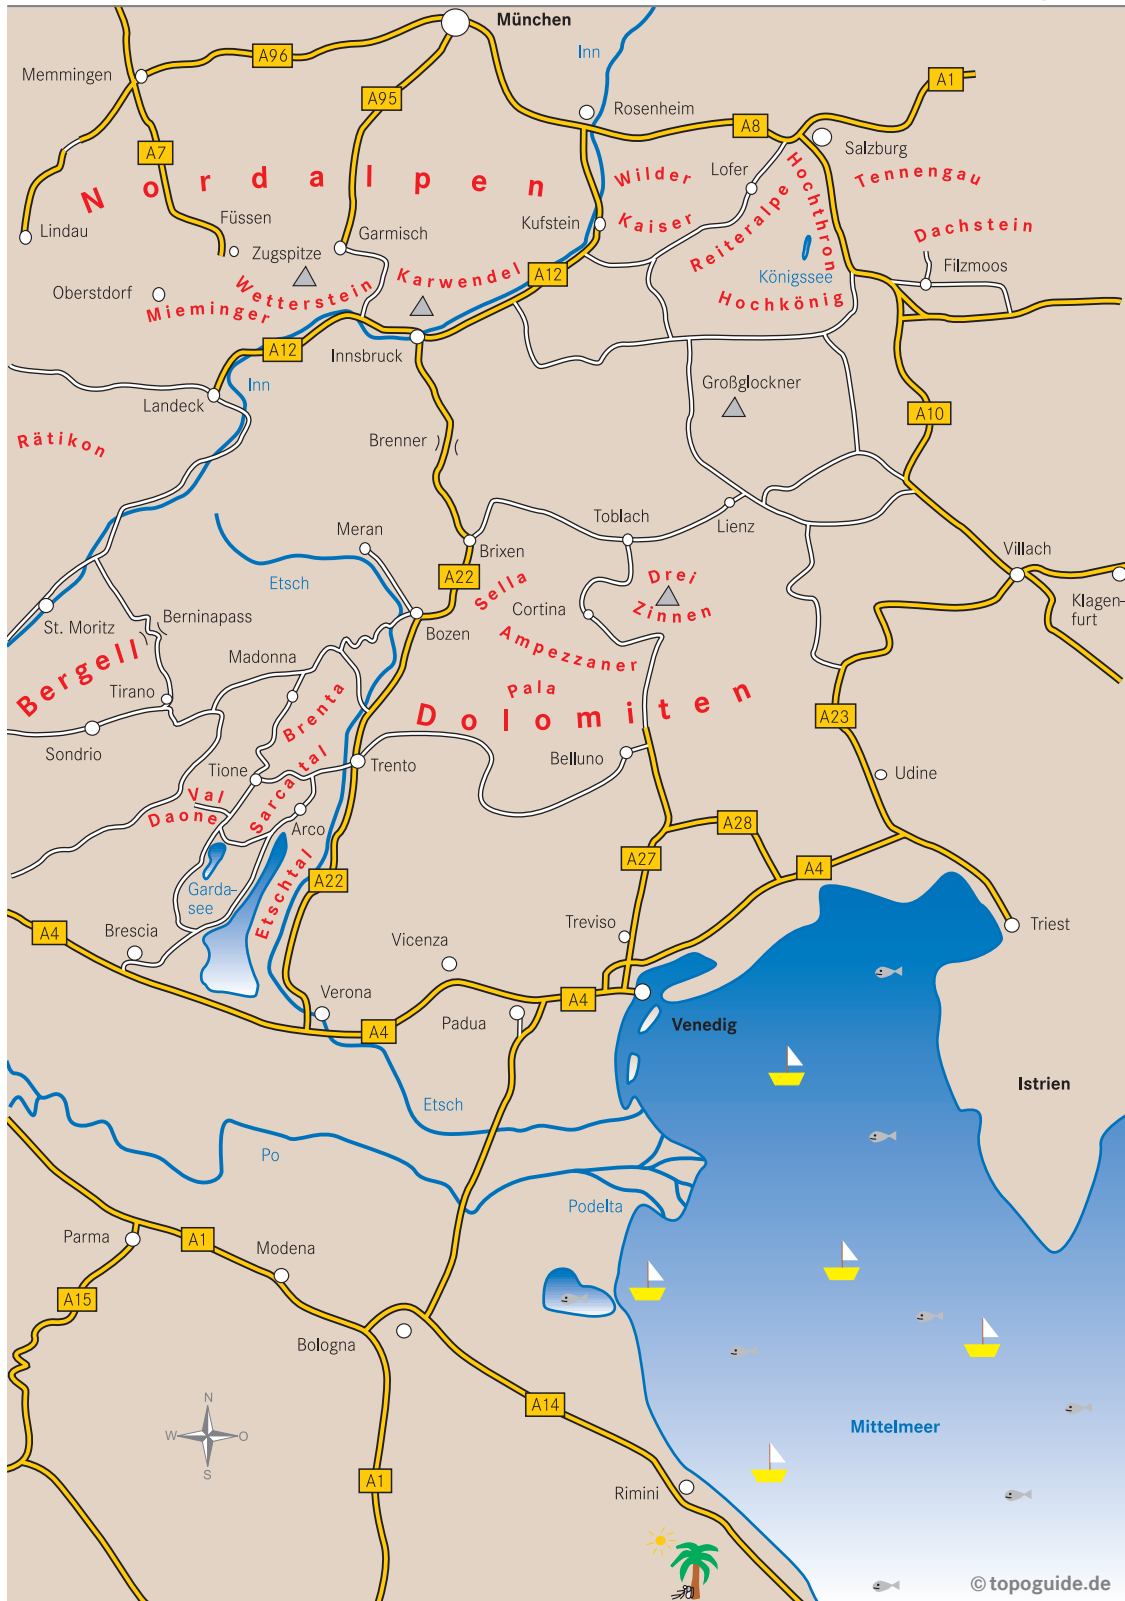 München
A96
Inn
Memmingen
A95
A1
Rosenheim
A8
A7
Salzburg
Lofer
Nordalpen
Wilder
Kaiser
Hochthron
Tennengau
Reiteralpe
Füssen
Kufstein
Lindau
Garmisch
Zugspitze
Dachstein
Karwendel
A12
Königssee
Filzmoos
Wetterstein
Oberstdorf
Mieminger
Hochkönig
A12
Innsbruck
Inn
Großglockner
Landeck
A10
Rätikon
Brenner
Meran
Toblach
Lienz
Brixen
Villach
Etsch
A22
Sella
Drei
Zinnen
Cortina
Klagen-
furt
Berninapass
St. Moritz
Bozen
Ampezzaner
Madonna
Bergell
Pala
Tirano
Brenta
Dolomiten
A23
Sondrio
Belluno
Trento
Tione
Udine
Val
Daone
Sarcatal
Arco
A28
A27
A4
Garda-
see
Etschtal
A22
Treviso
Triest
A4
Brescia
Vicenza
Verona
A4
A4
Padua
Venedig
Istrien
Etsch
Po
Podelta
Parma
A1
Modena
A15
Bologna
A14
N
W
O
S
Mittelmeer
A1
Rimini
© topoguide.de